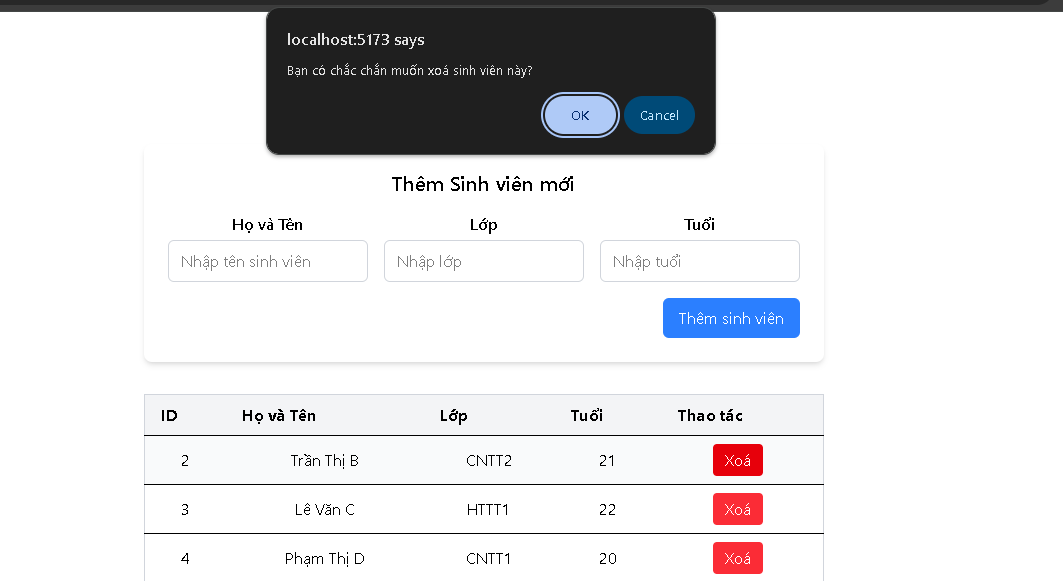 localhost:5173 says
Bạn có chắc chắn muốn xoá sinh viên này?
OK Cancel
Thêm Sinh viên mới
Họ và Tên Lớp Tuổi
Nhập tên sinh viên Nhập lớp Nhập tuổi
Thêm sinh viên
ID Họ và Tên Lớp Tuổi Thao tác
2 Trần Thị B CNTT2 21 Xoá
3 Lê Văn C HTTT1 22 Xoá
4 Phạm Thị D CNTT1 20 Xoá